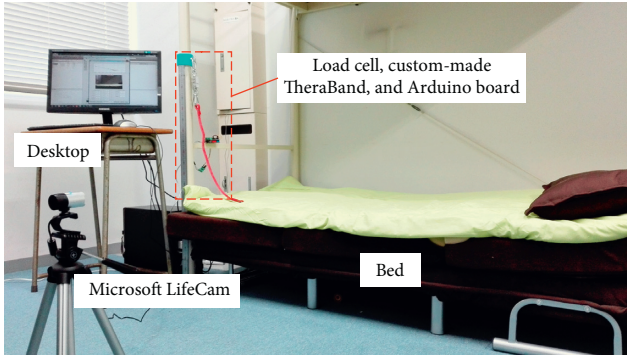 Load cell, custom-made
TheraBand, and Arduino board
Desktop
Microsoft LifeCam
Bed